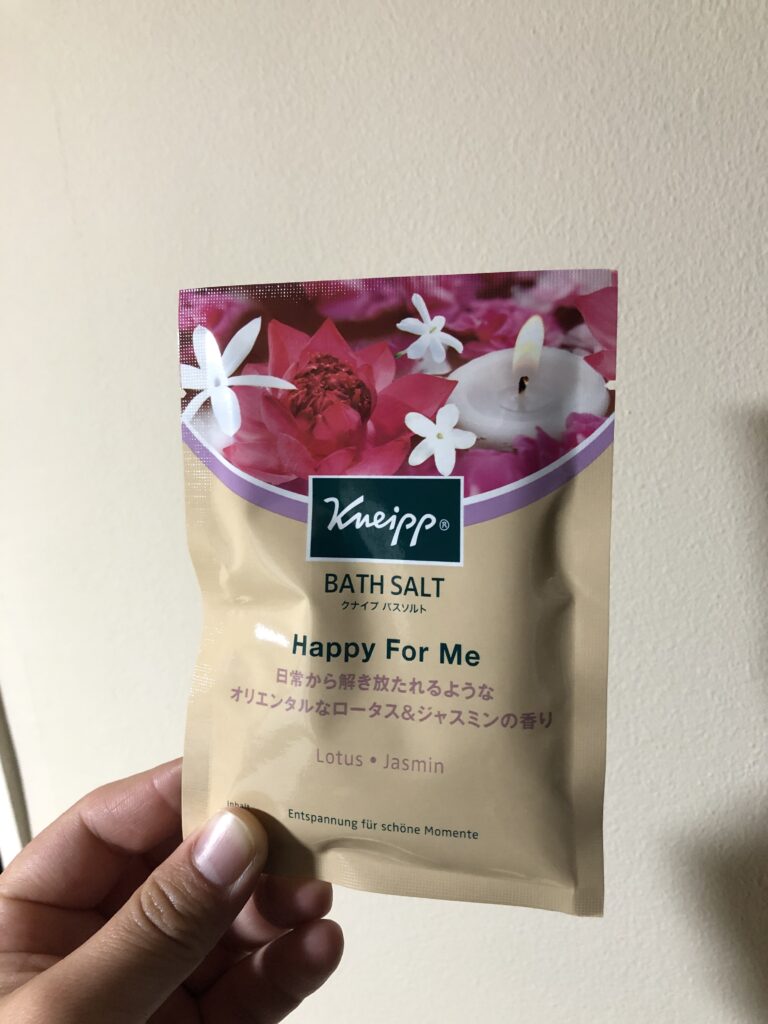 Kneipp®
BATH SALT
クナイプ バスソルト
Happy For Me
日常から解き放たれるような
オリエンタルなロータス&ジャスミンの香り
Lotus • Jasmin
Inhalt
Entspannung für schöne Momente